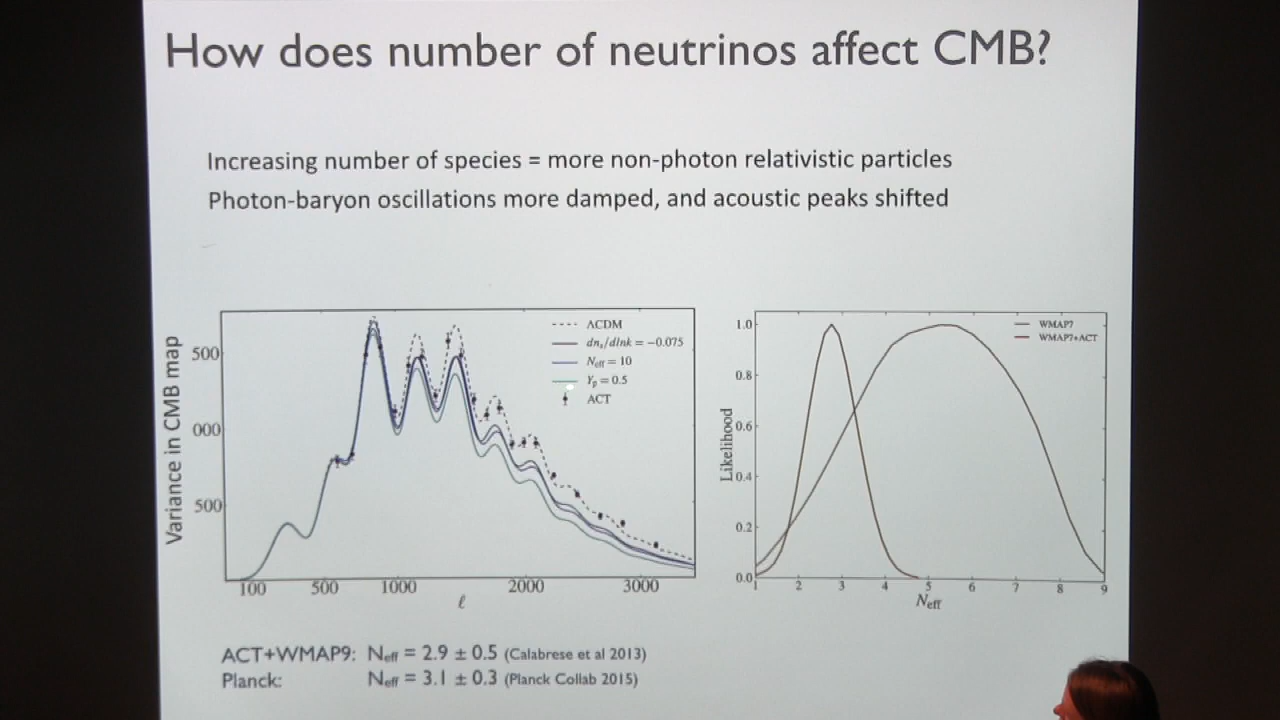 How does number of neutrinos affect CMB?
Increasing number of species = more non-photon relativistic particles
Photon-baryon oscillations more damped, and acoustic peaks shifted
Variance in CMB map
500
000
500
100 500 1000 2000 3000
ℓ
ΛCDM
dnₛ/dlnk = −0.075
Neff = 10
Yₚ = 0.5
ACT
Likelihood
1.0
0.8
0.6
0.4
0.2
0.0
1 2 3 4 5 6 7 8 9
Neff
WMAP7
WMAP7+ACT
ACT+WMAP9: Neff = 2.9 ± 0.5 (Calabrese et al 2013)
Planck: Neff = 3.1 ± 0.3 (Planck Collab 2015)